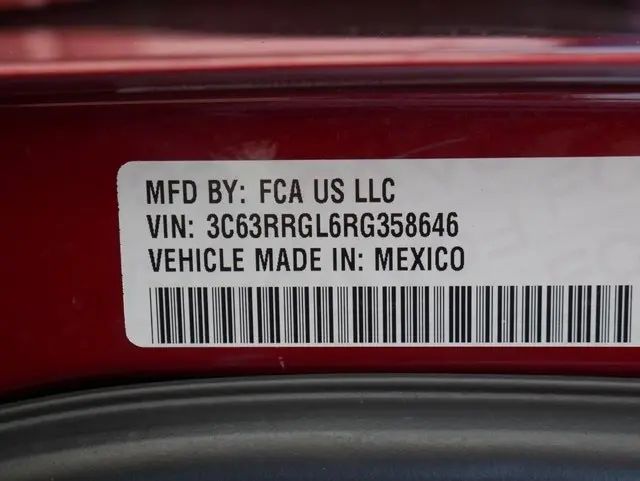 MFD BY: FCA US LLC
VIN: 3C63RRGL6RG358646
VEHICLE MADE IN: MEXICO